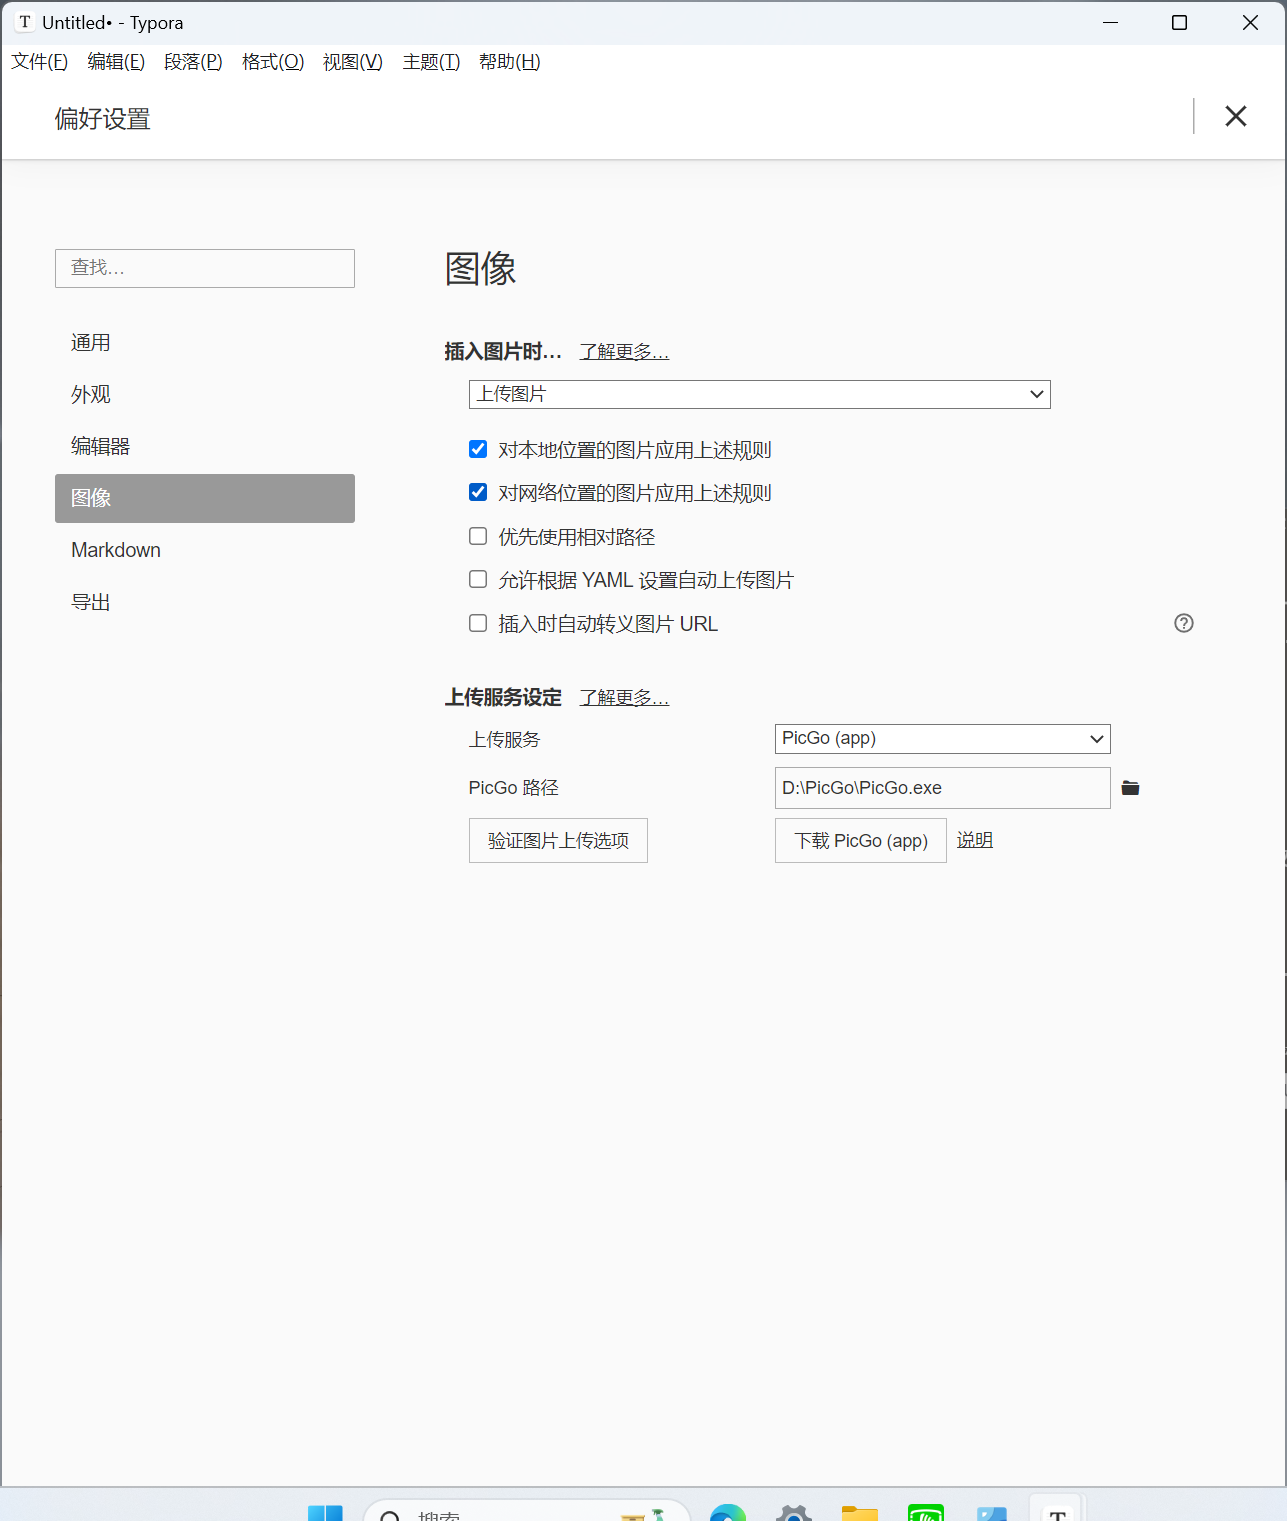 T Untitled• - Typora
文件(F) 编辑(E) 段落(P) 格式(O) 视图(V) 主题(T) 帮助(H)
偏好设置
查找...
通用
外观
编辑器
图像
Markdown
导出
图像
插入图片时... 了解更多...
上传图片
对本地位置的图片应用上述规则
对网络位置的图片应用上述规则
优先使用相对路径
允许根据 YAML 设置自动上传图片
插入时自动转义图片 URL
上传服务设定 了解更多...
上传服务 PicGo (app)
PicGo 路径 D:\PicGo\PicGo.exe
验证图片上传选项 下载 PicGo (app) 说明
搜索 T